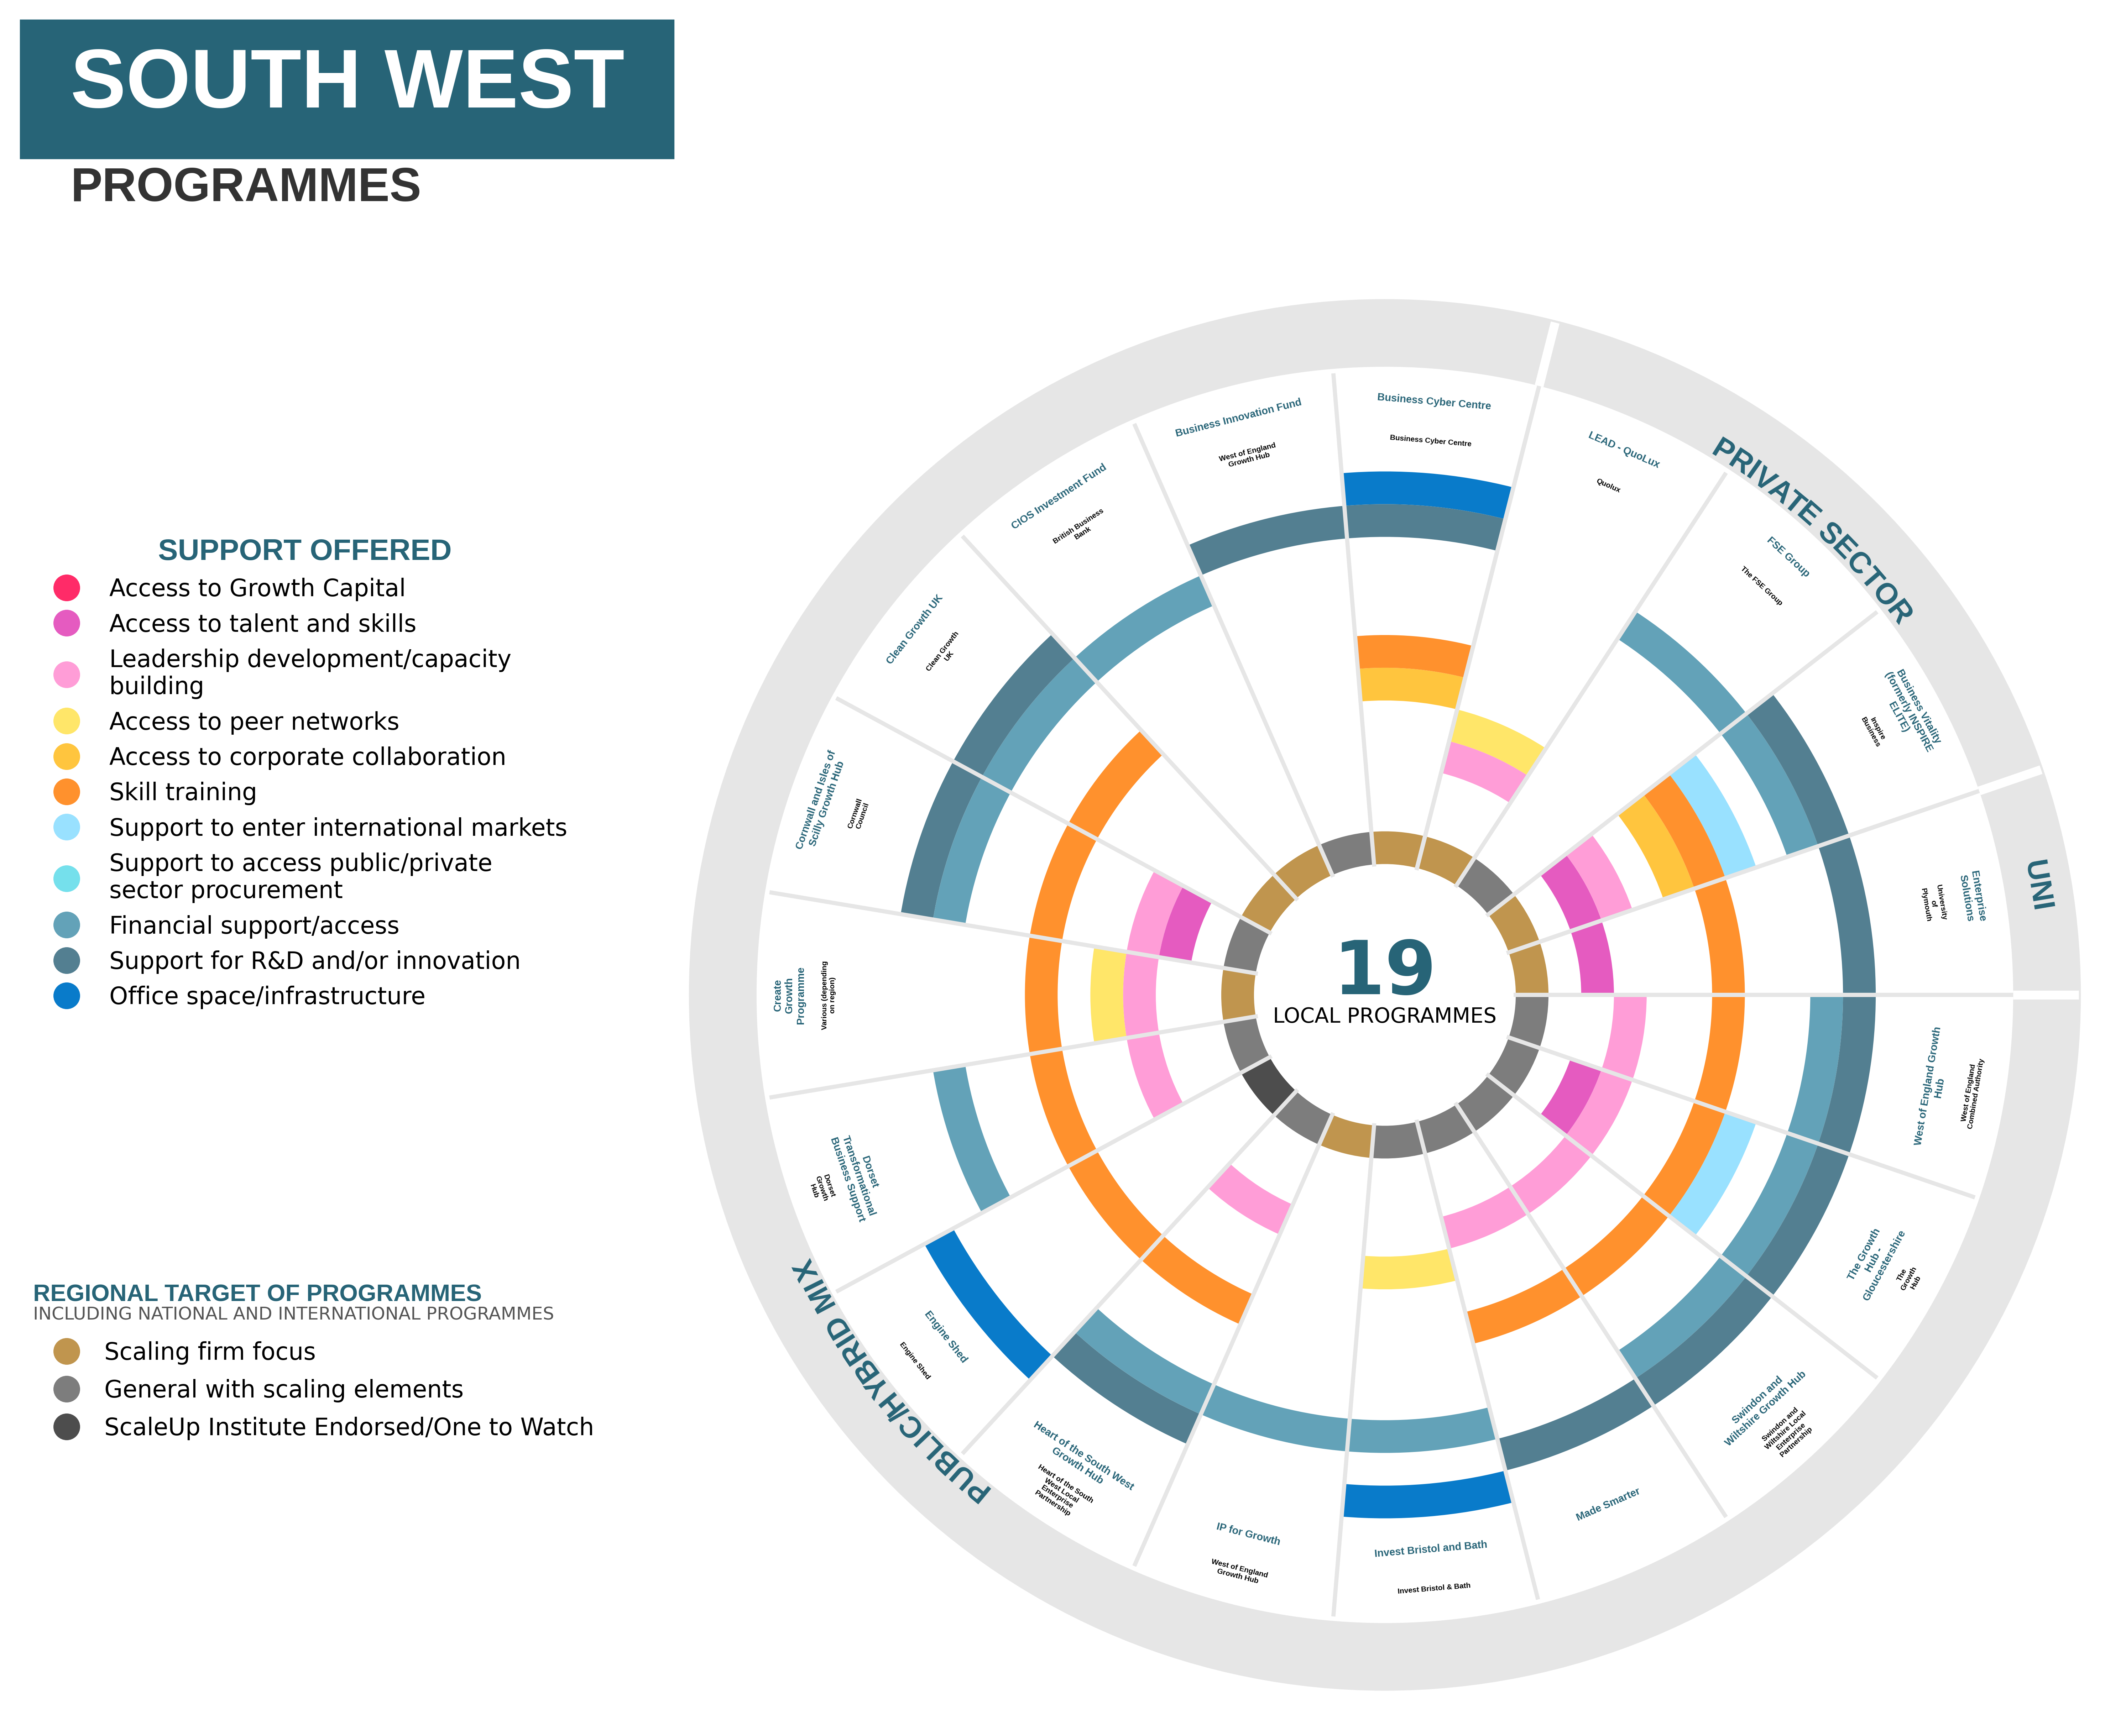 SOUTH WEST
PROGRAMMES
SUPPORT OFFERED
Access to Growth Capital
Access to talent and skills
Leadership development/capacity
building
Access to peer networks
Access to corporate collaboration
Skill training
Support to enter international markets
Support to access public/private
sector procurement
Financial support/access
Support for R&D and/or innovation
Office space/infrastructure
REGIONAL TARGET OF PROGRAMMES
INCLUDING NATIONAL AND INTERNATIONAL PROGRAMMES
Scaling firm focus
General with scaling elements
ScaleUp Institute Endorsed/One to Watch
19
LOCAL PROGRAMMES
PRIVATE SECTOR
LEAD - QuoLux
Quolux
FSE Group
The FSE Group
Business Vitality
(formerly INSPIRE
ELITE)
Inspire
Business
UNI
Enterprise
Solutions
University
of
Plymouth
West of England Growth
Hub
West of England
Combined Authority
The Growth
Hub -
Gloucestershire
The
Growth
Hub
Swindon and
Wiltshire Growth Hub
Swindon and
Wiltshire Local
Enterprise
Partnership
Made Smarter
Invest Bristol and Bath
Invest Bristol & Bath
IP for Growth
West of England
Growth Hub
Heart of the South West
Growth Hub
Heart of the South
West Local
Enterprise
Partnership
PUBLIC/HYBRID MIX
Engine Shed
Engine Shed
Dorset
Transformational
Business Support
Dorset
Growth
Hub
Create
Growth
Programme
Various (depending
on region)
Cornwall and Isles of
Scilly Growth Hub
Cornwall
Council
Clean Growth UK
Clean Growth
UK
CIOS Investment Fund
British Business
Bank
Business Innovation Fund
West of England
Growth Hub
Business Cyber Centre
Business Cyber Centre